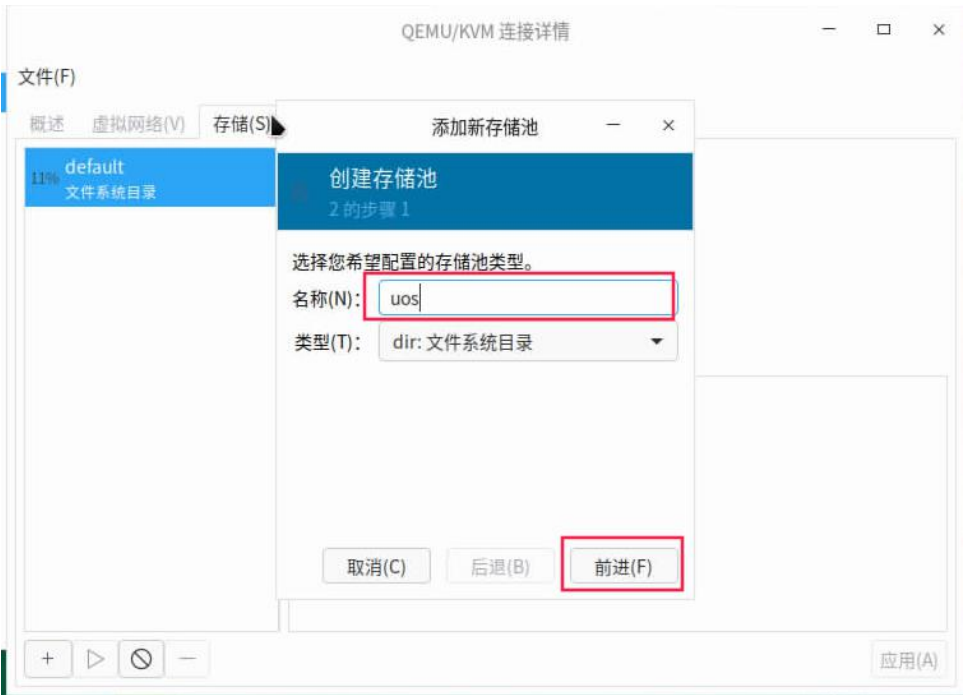 QEMU/KVM 连接详情
文件(F)
概述 虚拟网络(V) 存储(S)
添加新存储池
11% default
文件系统目录
创建存储池
2 的步骤 1
选择您希望配置的存储池类型。
名称(N): uos
类型(T): dir: 文件系统目录
取消(C) 后退(B) 前进(F)
应用(A)